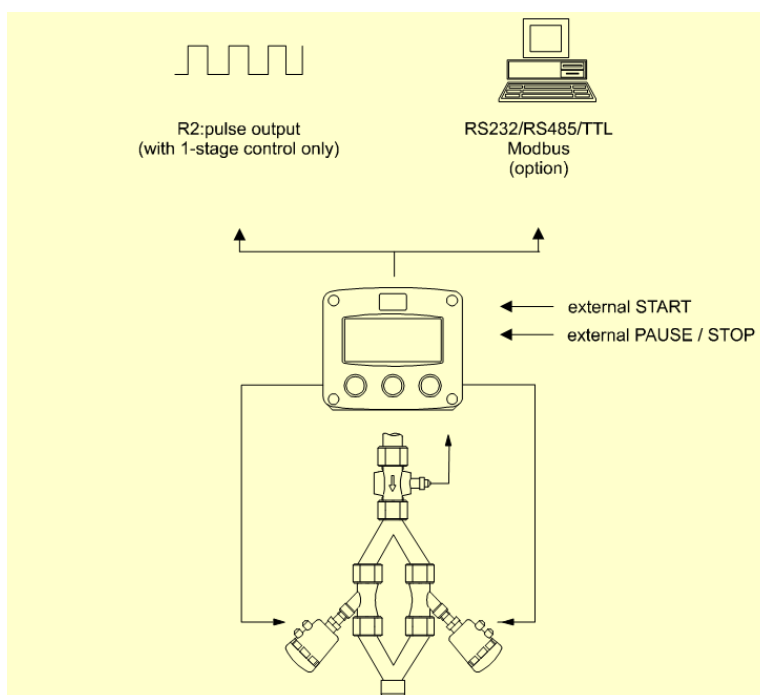 R2:pulse output
(with 1-stage control only)
RS232/RS485/TTL
Modbus
(option)
external START
external PAUSE / STOP